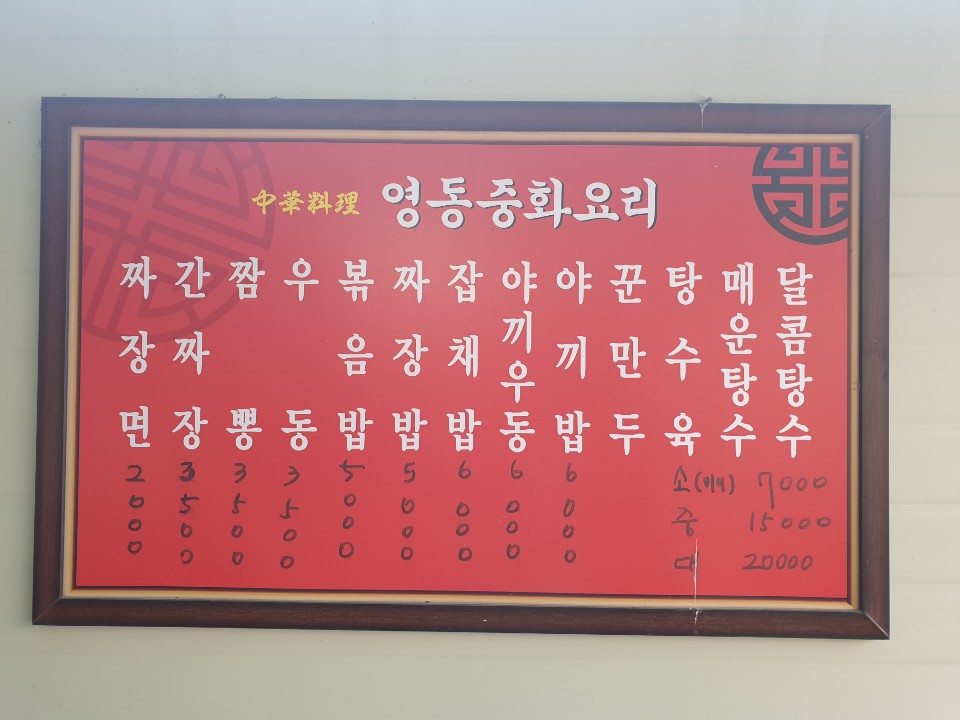 中華料理 영동중화요리
짜장면 2000
간짜장 3500
짬뽕 3500
우동 3500
볶음밥 5000
짜장밥 5000
잡채밥 6000
야끼우동 6000
야끼밥 6000
꾼만두
탕수육
매운탕수
달콤탕수
소(미니) 7000
중 15000
대 20000